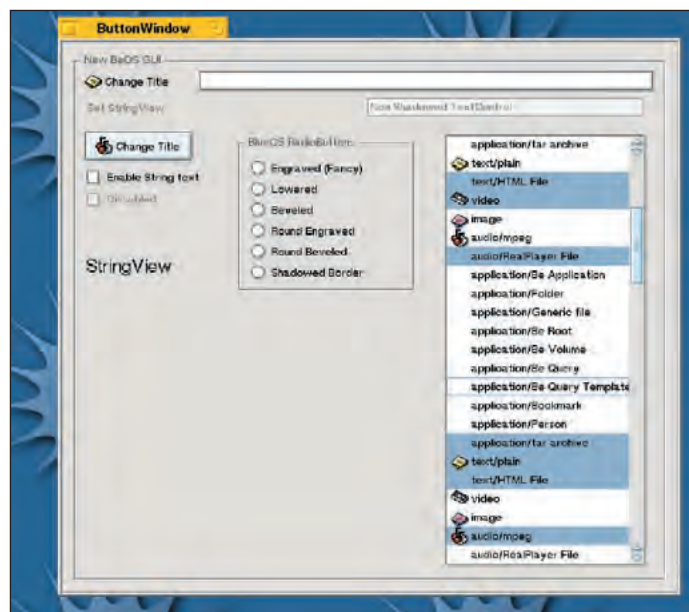 ButtonWindow
New BeOS GUI
Change Title
Set StringView
Non Shadowed TextControl
Change Title
Enable String text
Disabled
StringView
BlueOS RadioButtons
Engraved (Fancy)
Lowered
Beveled
Round Engraved
Round Beveled
Shadowed Border
application/tar archive
text/plain
text/HTML File
video
image
audio/mpeg
audio/RealPlayer File
application/Be Application
application/Folder
application/Generic file
application/Be Root
application/Be Volume
application/Be Query
application/Be Query Template
application/Bookmark
application/Person
application/tar archive
text/plain
text/HTML File
video
image
audio/mpeg
audio/RealPlayer File